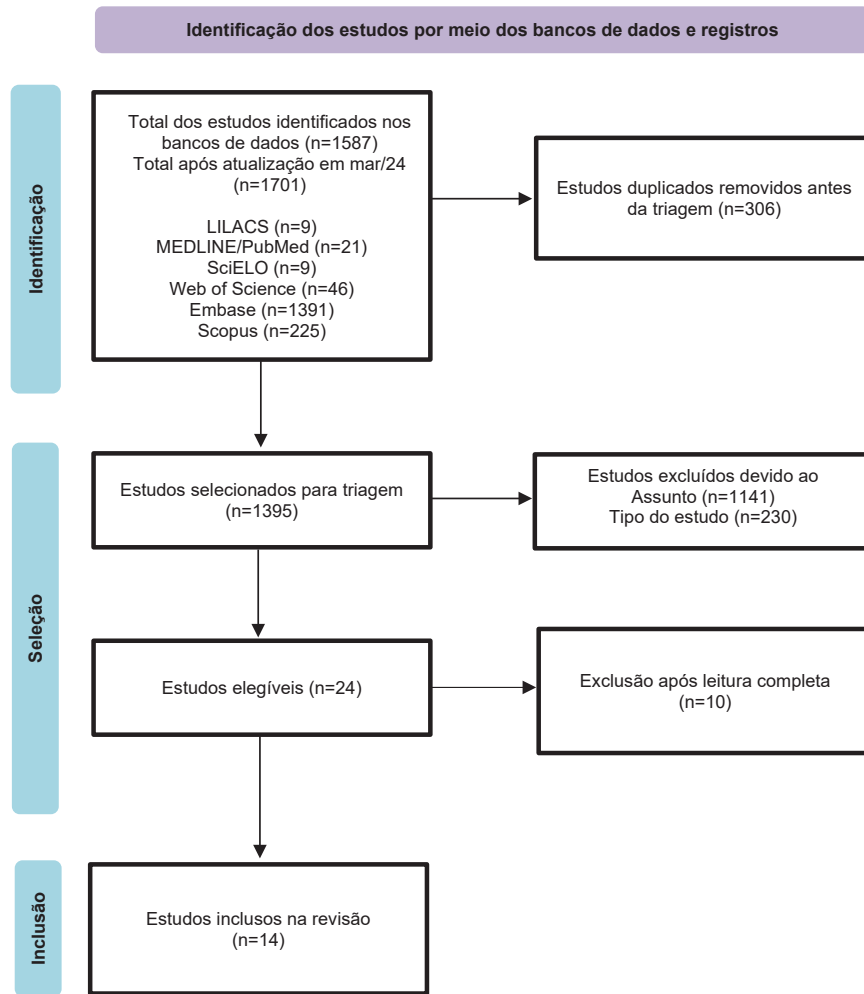 Identificação dos estudos por meio dos bancos de dados e registros
Identificação
Total dos estudos identificados nos
bancos de dados (n=1587)
Total após atualização em mar/24
(n=1701)
LILACS (n=9)
MEDLINE/PubMed (n=21)
SciELO (n=9)
Web of Science (n=46)
Embase (n=1391)
Scopus (n=225)
Estudos duplicados removidos antes
da triagem (n=306)
Seleção
Estudos selecionados para triagem
(n=1395)
Estudos excluídos devido ao
Assunto (n=1141)
Tipo do estudo (n=230)
Estudos elegíveis (n=24)
Exclusão após leitura completa
(n=10)
Inclusão
Estudos inclusos na revisão
(n=14)